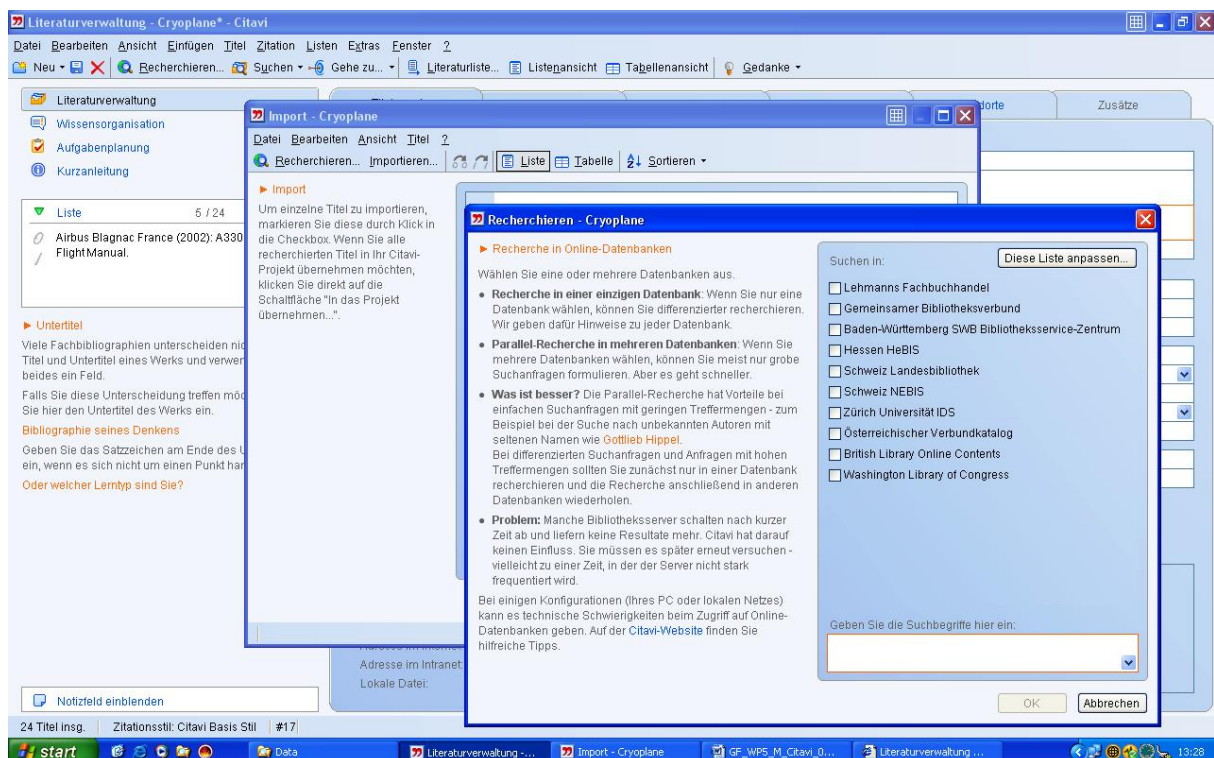 Literaturverwaltung - Cryoplane* - Citavi
Datei Bearbeiten Ansicht Einfügen Titel Zitation Listen Extras Fenster ?
Neu Recherchieren... Suchen Gehe zu... Literaturliste... Listenansicht Tabellenansicht Gedanke
Literaturverwaltung
Wissensorganisation
Aufgabenplanung
Kurzanleitung
Zusätze
Liste 5 / 24
Airbus Blagnac France (2002): A330
FlightManual.
Untertitel
Viele Fachbibliographien unterscheiden
Titel und Untertitel eines Werks und
beides ein Feld.
Falls Sie diese Unterscheidung treffen
Sie hier den Untertitel des Werks ein.
Bibliographie seines Denkens
Geben Sie das Satzzeichen am Ende des
ein, wenn es sich nicht um einen Punkt
Oder welcher Lerntyp sind Sie?
Notizfeld einblenden
24 Titel insg. Zitationsstil: Citavi Basis Stil #17
Import - Cryoplane
Datei Bearbeiten Ansicht Titel ?
Recherchieren... Importieren... Liste Tabelle Sortieren
Import
Um einzelne Titel zu importieren,
markieren Sie diese durch Klick in
die Checkbox. Wenn Sie alle
recherchierten Titel in Ihr Citavi-
Projekt übernehmen möchten,
klicken Sie direkt auf die
Schaltfläche "In das Projekt
übernehmen...".
Adresse im Intranet:
Lokale Datei:
Recherchieren - Cryoplane
Recherche in Online-Datenbanken
Wählen Sie eine oder mehrere Datenbanken aus.
• Recherche in einer einzigen Datenbank: Wenn Sie nur eine
Datenbank wählen, können Sie differenzierter recherchieren.
Wir geben dafür Hinweise zu jeder Datenbank.
• Parallel-Recherche in mehreren Datenbanken: Wenn Sie
mehrere Datenbanken wählen, können Sie meist nur grobe
Suchanfragen formulieren. Aber es geht schneller.
• Was ist besser? Die Parallel-Recherche hat Vorteile bei
einfachen Suchanfragen mit geringen Treffermengen - zum
Beispiel bei der Suche nach unbekannten Autoren mit
seltenen Namen wie Gottlieb Hippel.
Bei differenzierten Suchanfragen und Anfragen mit hohen
Treffermengen sollten Sie zunächst nur in einer Datenbank
recherchieren und die Recherche anschließend in anderen
Datenbanken wiederholen.
• Problem: Manche Bibliotheksserver schalten nach kurzer
Zeit ab und liefern keine Resultate mehr. Citavi hat darauf
keinen Einfluss. Sie müssen es später erneut versuchen -
vielleicht zu einer Zeit, in der der Server nicht stark
frequentiert wird.
Bei einigen Konfigurationen (Ihres PC oder lokalen Netzes)
kann es technische Schwierigkeiten beim Zugriff auf Online-
Datenbanken geben. Auf der Citavi-Website finden Sie
hilfreiche Tipps.
Suchen in: Diese Liste anpassen...
Lehmanns Fachbuchhandel
Gemeinsamer Bibliotheksverbund
Baden-Württemberg SWB Bibliotheksservice-Zentrum
Hessen HeBIS
Schweiz Landesbibliothek
Schweiz NEBIS
Zürich Universität IDS
Österreichischer Verbundkatalog
British Library Online Contents
Washington Library of Congress
Geben Sie die Suchbegriffe hier ein:
OK Abbrechen
start Data Literaturverwaltung -... Import - Cryoplane GF_WP5_M_Citavi_0... Literaturverwaltung ... 13:28